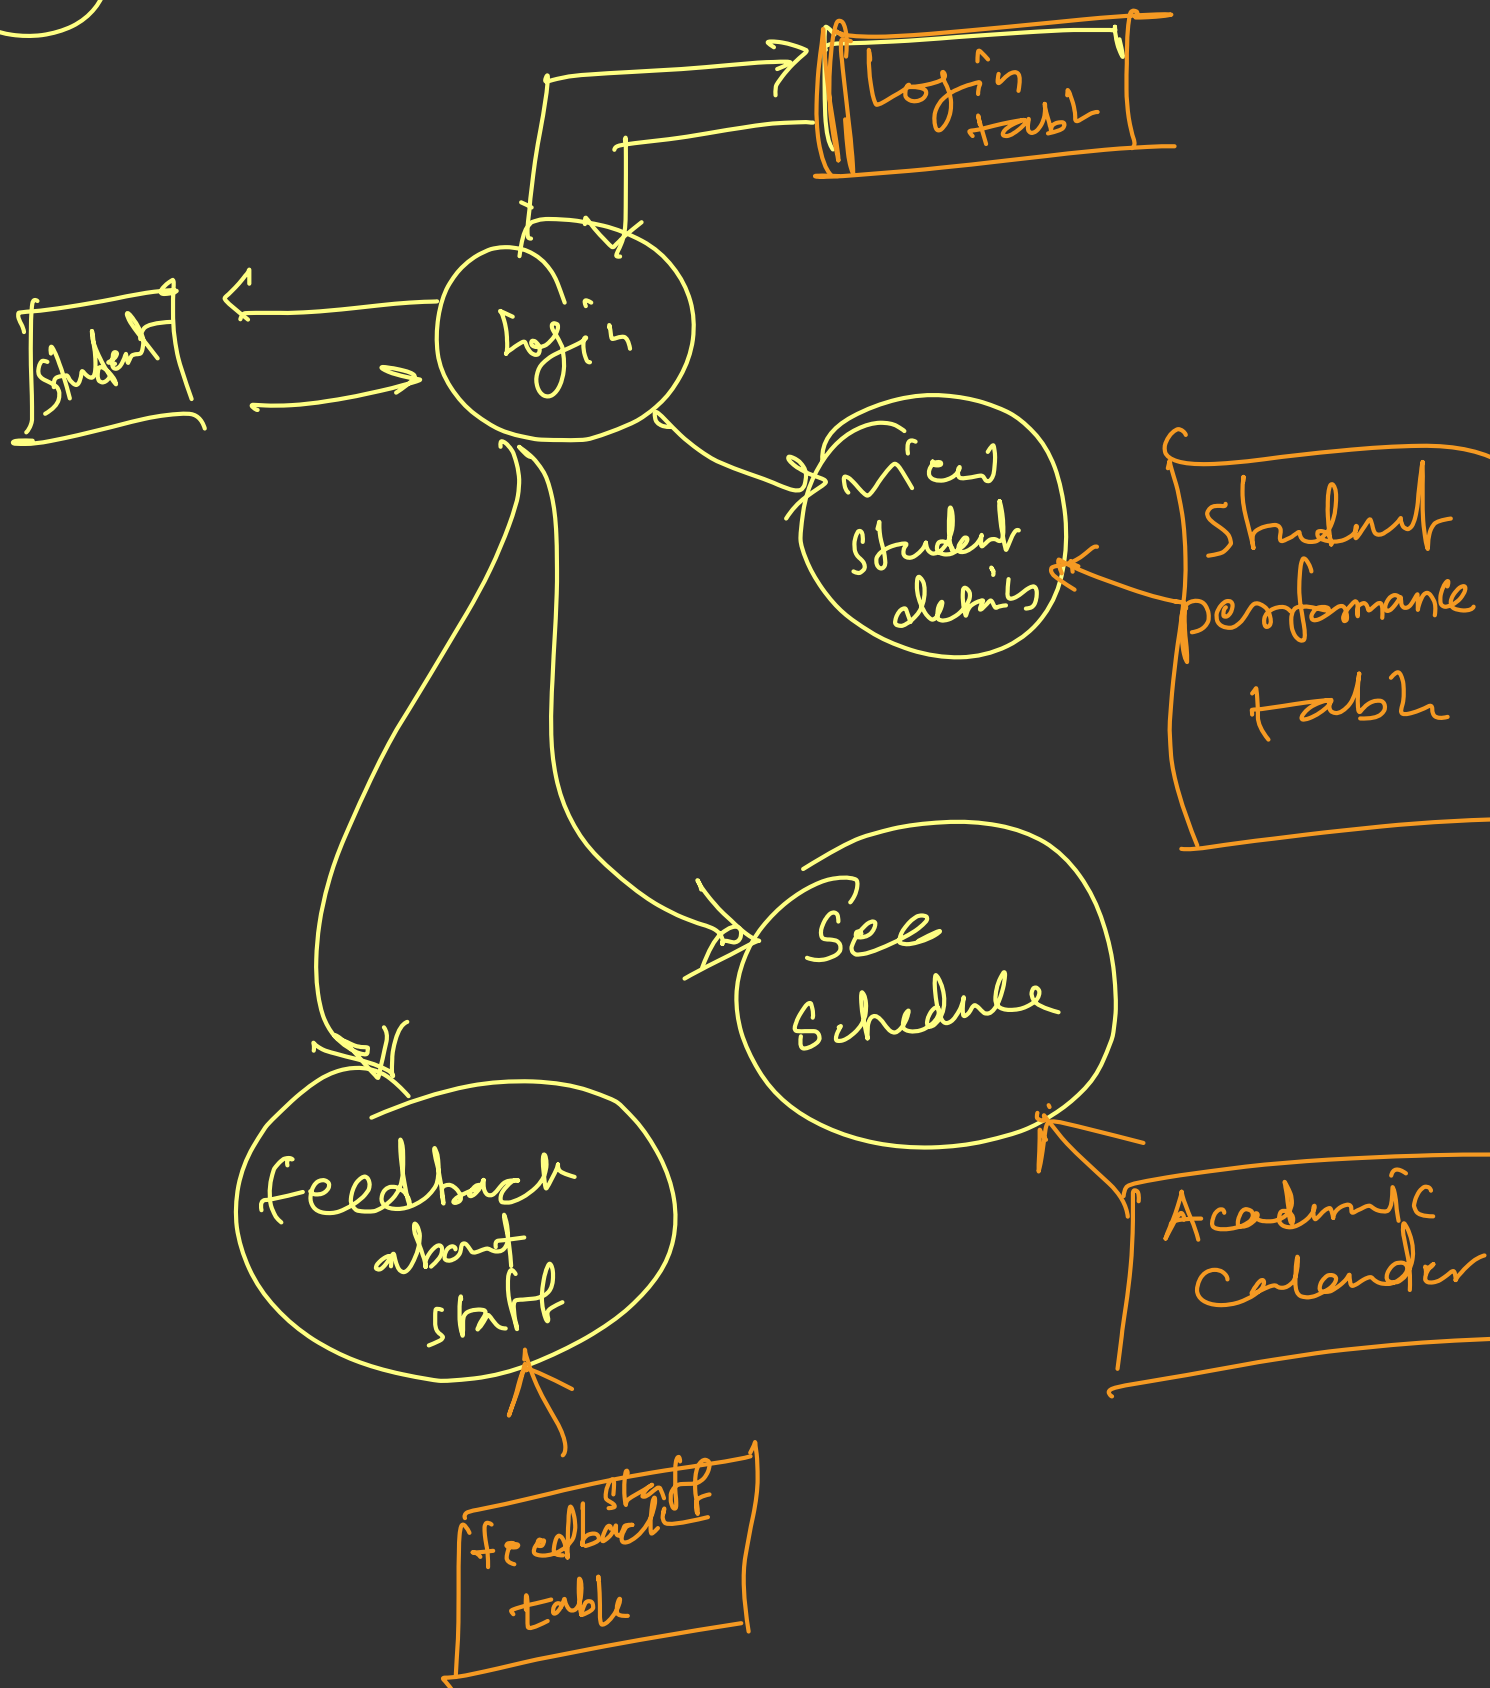 Login
table
Student
Login
View
student
details
Student
performance
table
See
schedule
Academic
Calender
feedback
about
staff
staff
feedback
table